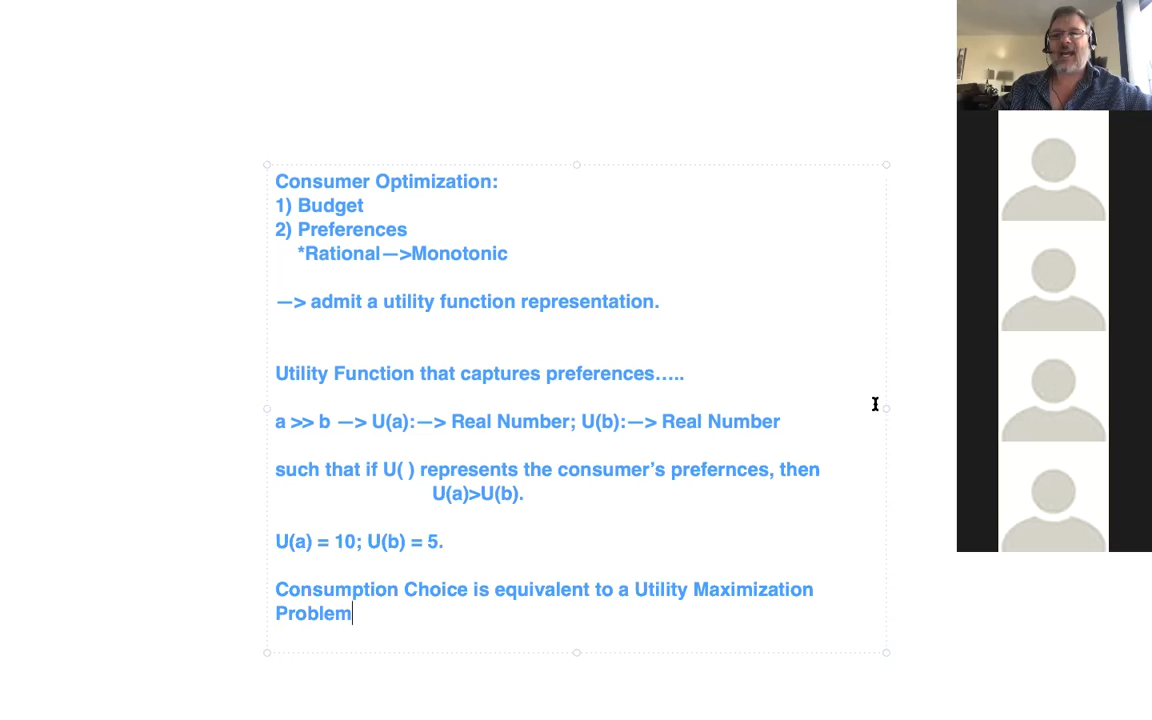 Consumer Optimization:
1) Budget
2) Preferences
*Rational—>Monotonic
—> admit a utility function representation.
Utility Function that captures preferences.....
a >> b —> U(a):—> Real Number; U(b):—> Real Number
such that if U( ) represents the consumer’s prefernces, then
U(a)>U(b).
U(a) = 10; U(b) = 5.
Consumption Choice is equivalent to a Utility Maximization
Problem